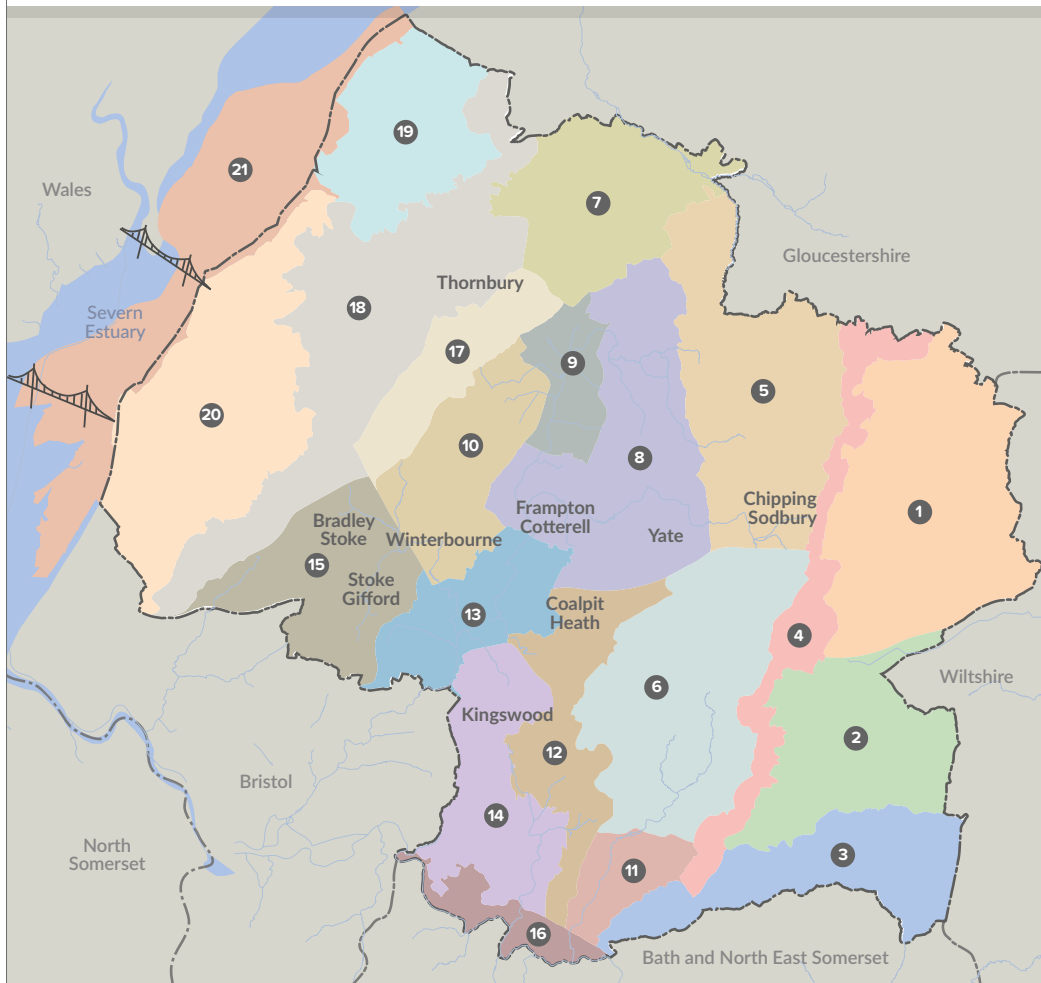 19
21
Wales
7
Gloucestershire
Thornbury
18
Severn
Estuary
17
9
5
20
10
8
Chipping
Sodbury
1
Frampton
Cotterell
Bradley
Stoke
Winterbourne
Yate
15
Stoke
Gifford
13
Coalpit
Heath
4
Wiltshire
6
Kingswood
2
12
Bristol
14
North
Somerset
3
11
16
Bath and North East Somerset